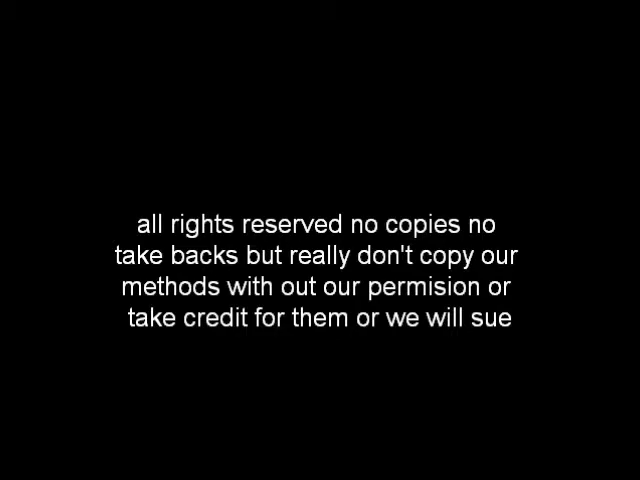 all rights reserved no copies no
take backs but really don't copy our
methods with out our permision or
take credit for them or we will sue